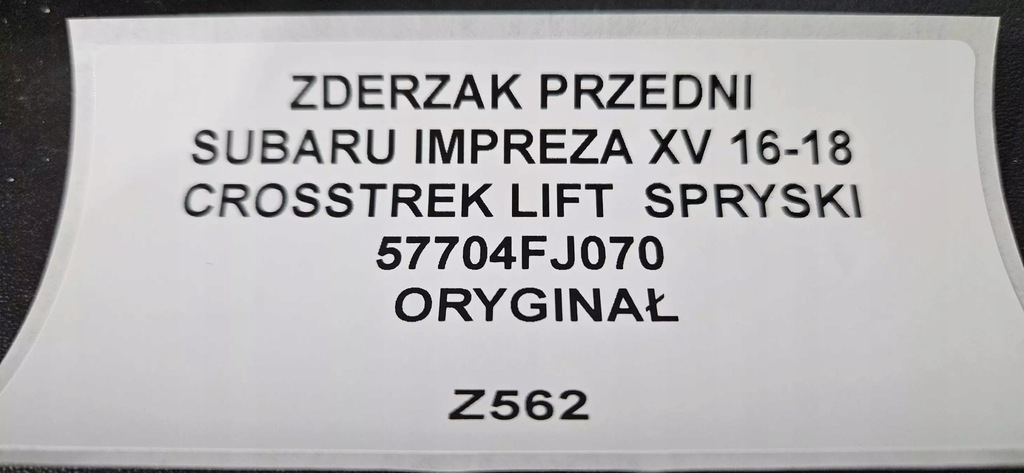 ZDERZAK PRZEDNI
SUBARU IMPREZA XV 16-18
CROSSTREK LIFT SPRYSKI
57704FJ070
ORYGINAŁ
Z562